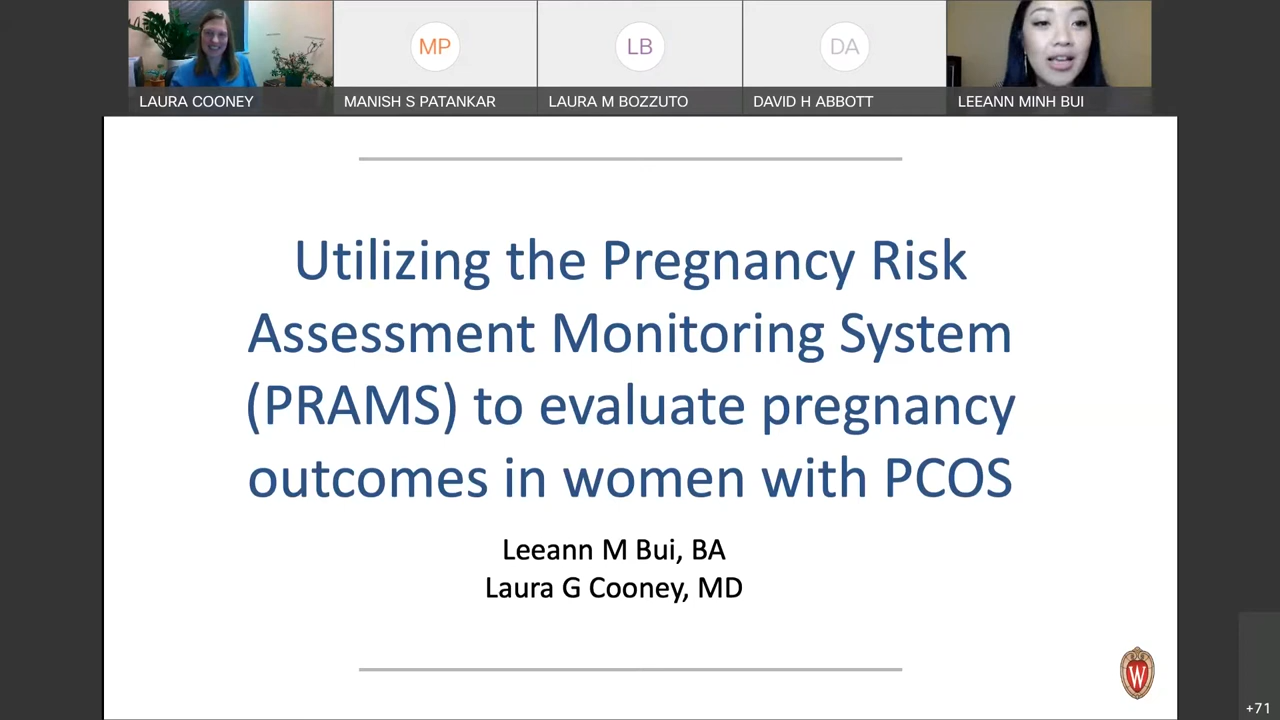 MP
LB
DA
LAURA COONEY
MANISH S PATANKAR
LAURA M BOZZUTO
DAVID H ABBOTT
LEEANN MINH BUI
Utilizing the Pregnancy Risk
Assessment Monitoring System
(PRAMS) to evaluate pregnancy
outcomes in women with PCOS
Leeann M Bui, BA
Laura G Cooney, MD
W
+71